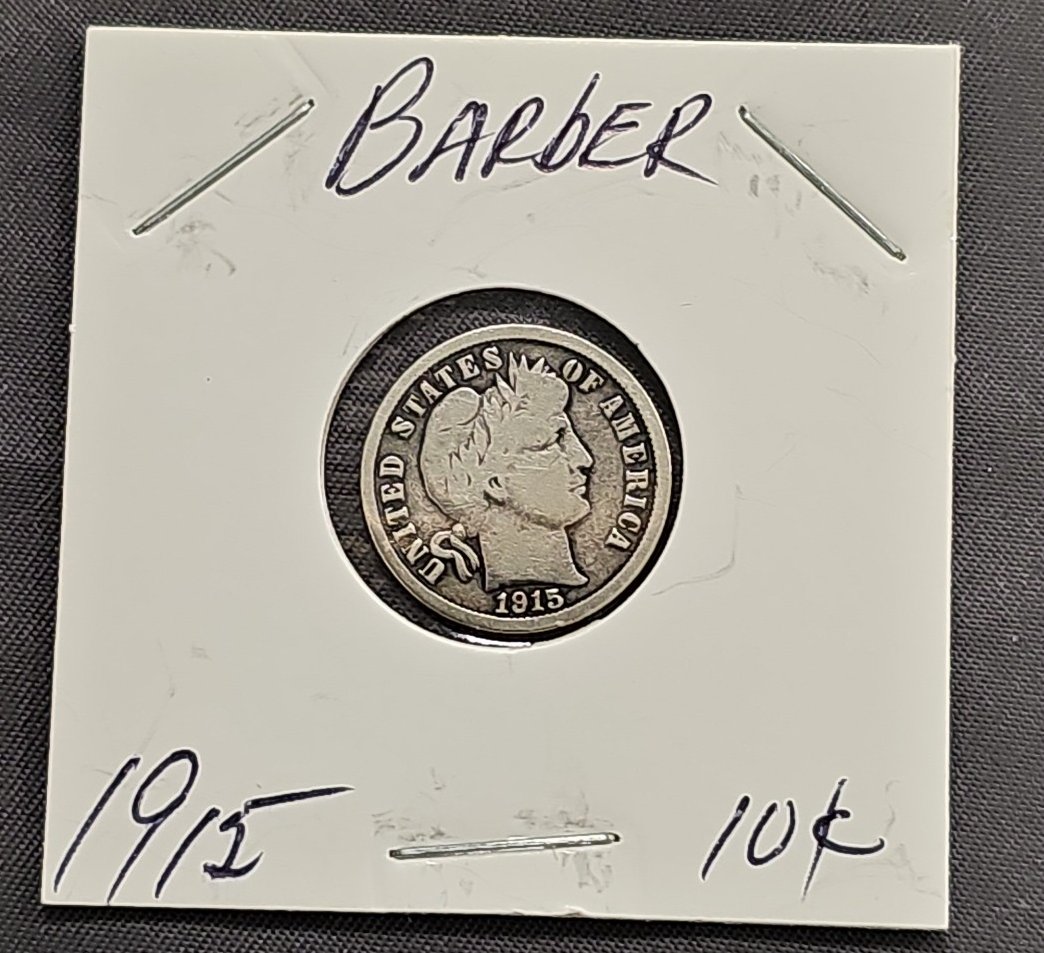 BARbER
UNITED STATES OF AMERICA
1915
1915 10¢